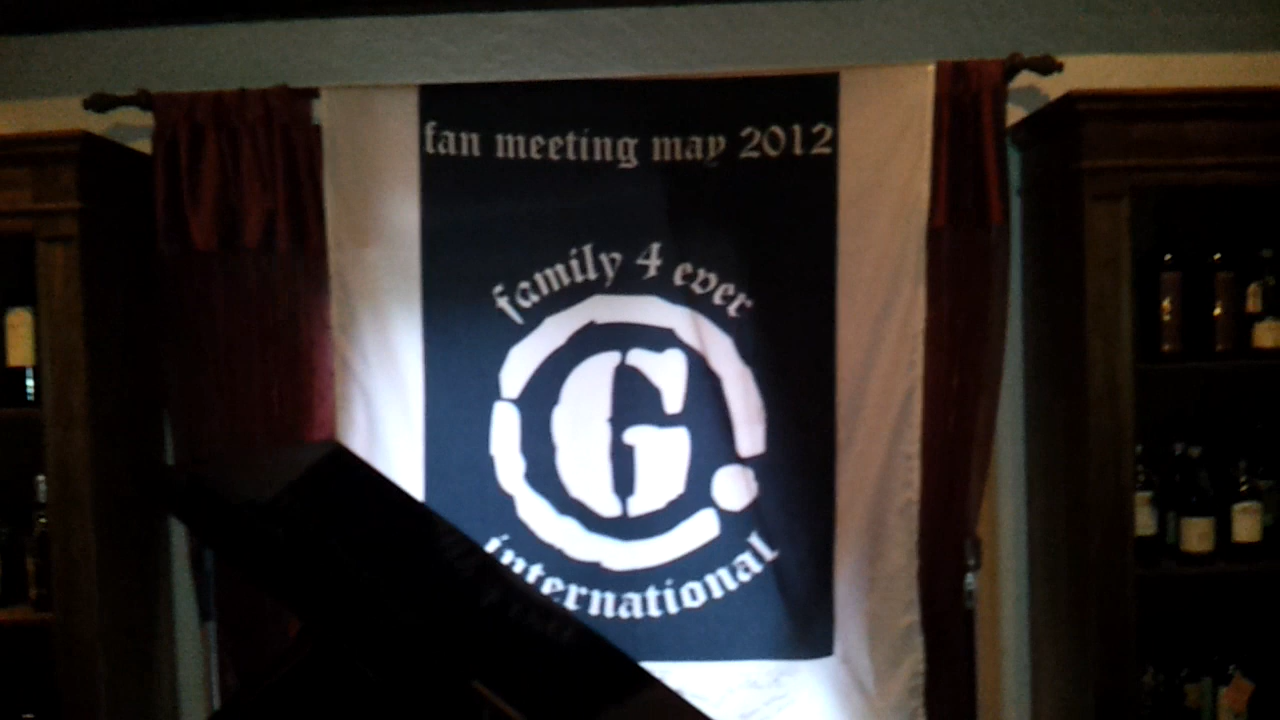 fan meeting may 2012
family 4 ever
G.
international